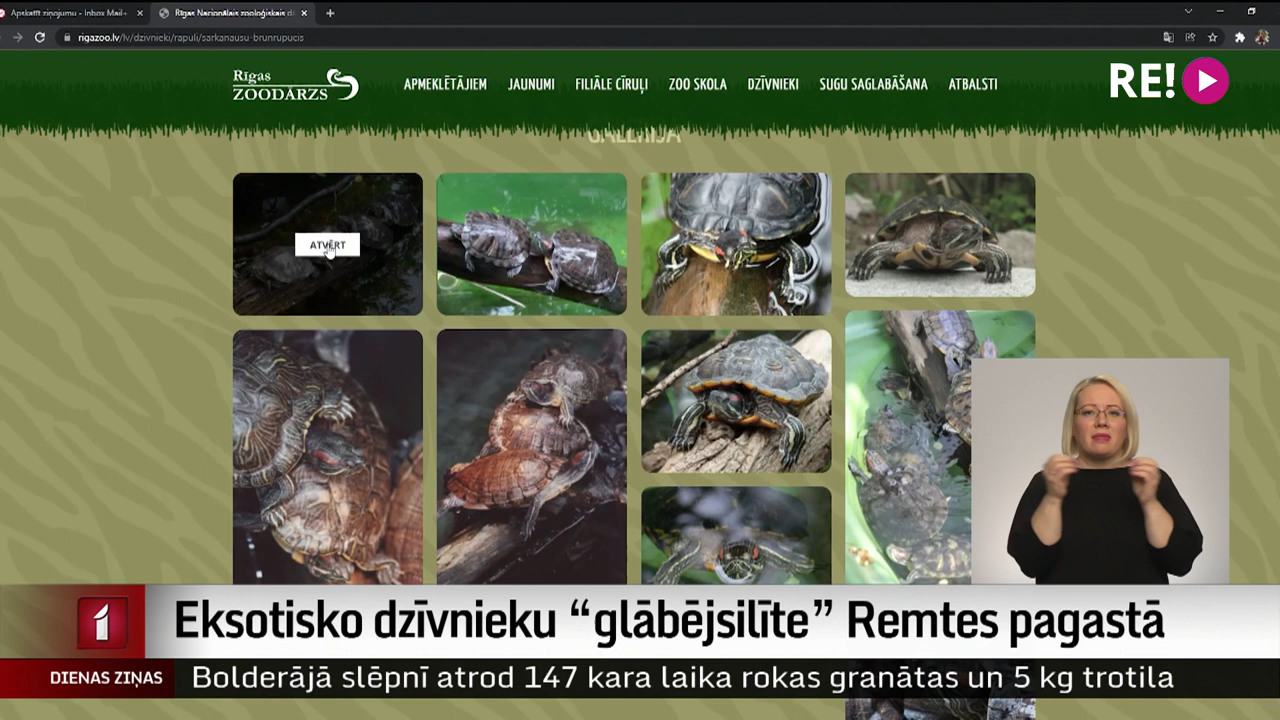 Apskatīt ziņojumu - Inbox Mail+
Rīgas Nacionālais zooloģiskais d
rigazoo.lv/lv/dzivnieki/rapuli/sarkanausu-brunrupucis
Rīgas
ZOODĀRZS
APMEKLĒTĀJIEM JAUNUMI FILIĀLE CĪRUĻI ZOO SKOLA DZĪVNIEKI SUGU SAGLABĀŠANA ATBALSTI
RE!
GALERIJA
ATVĒRT
1
Eksotisko dzīvnieku “glābējsilīte” Remtes pagastā
DIENAS ZIŅAS
Bolderājā slēpnī atrod 147 kara laika rokas granātas un 5 kg trotila